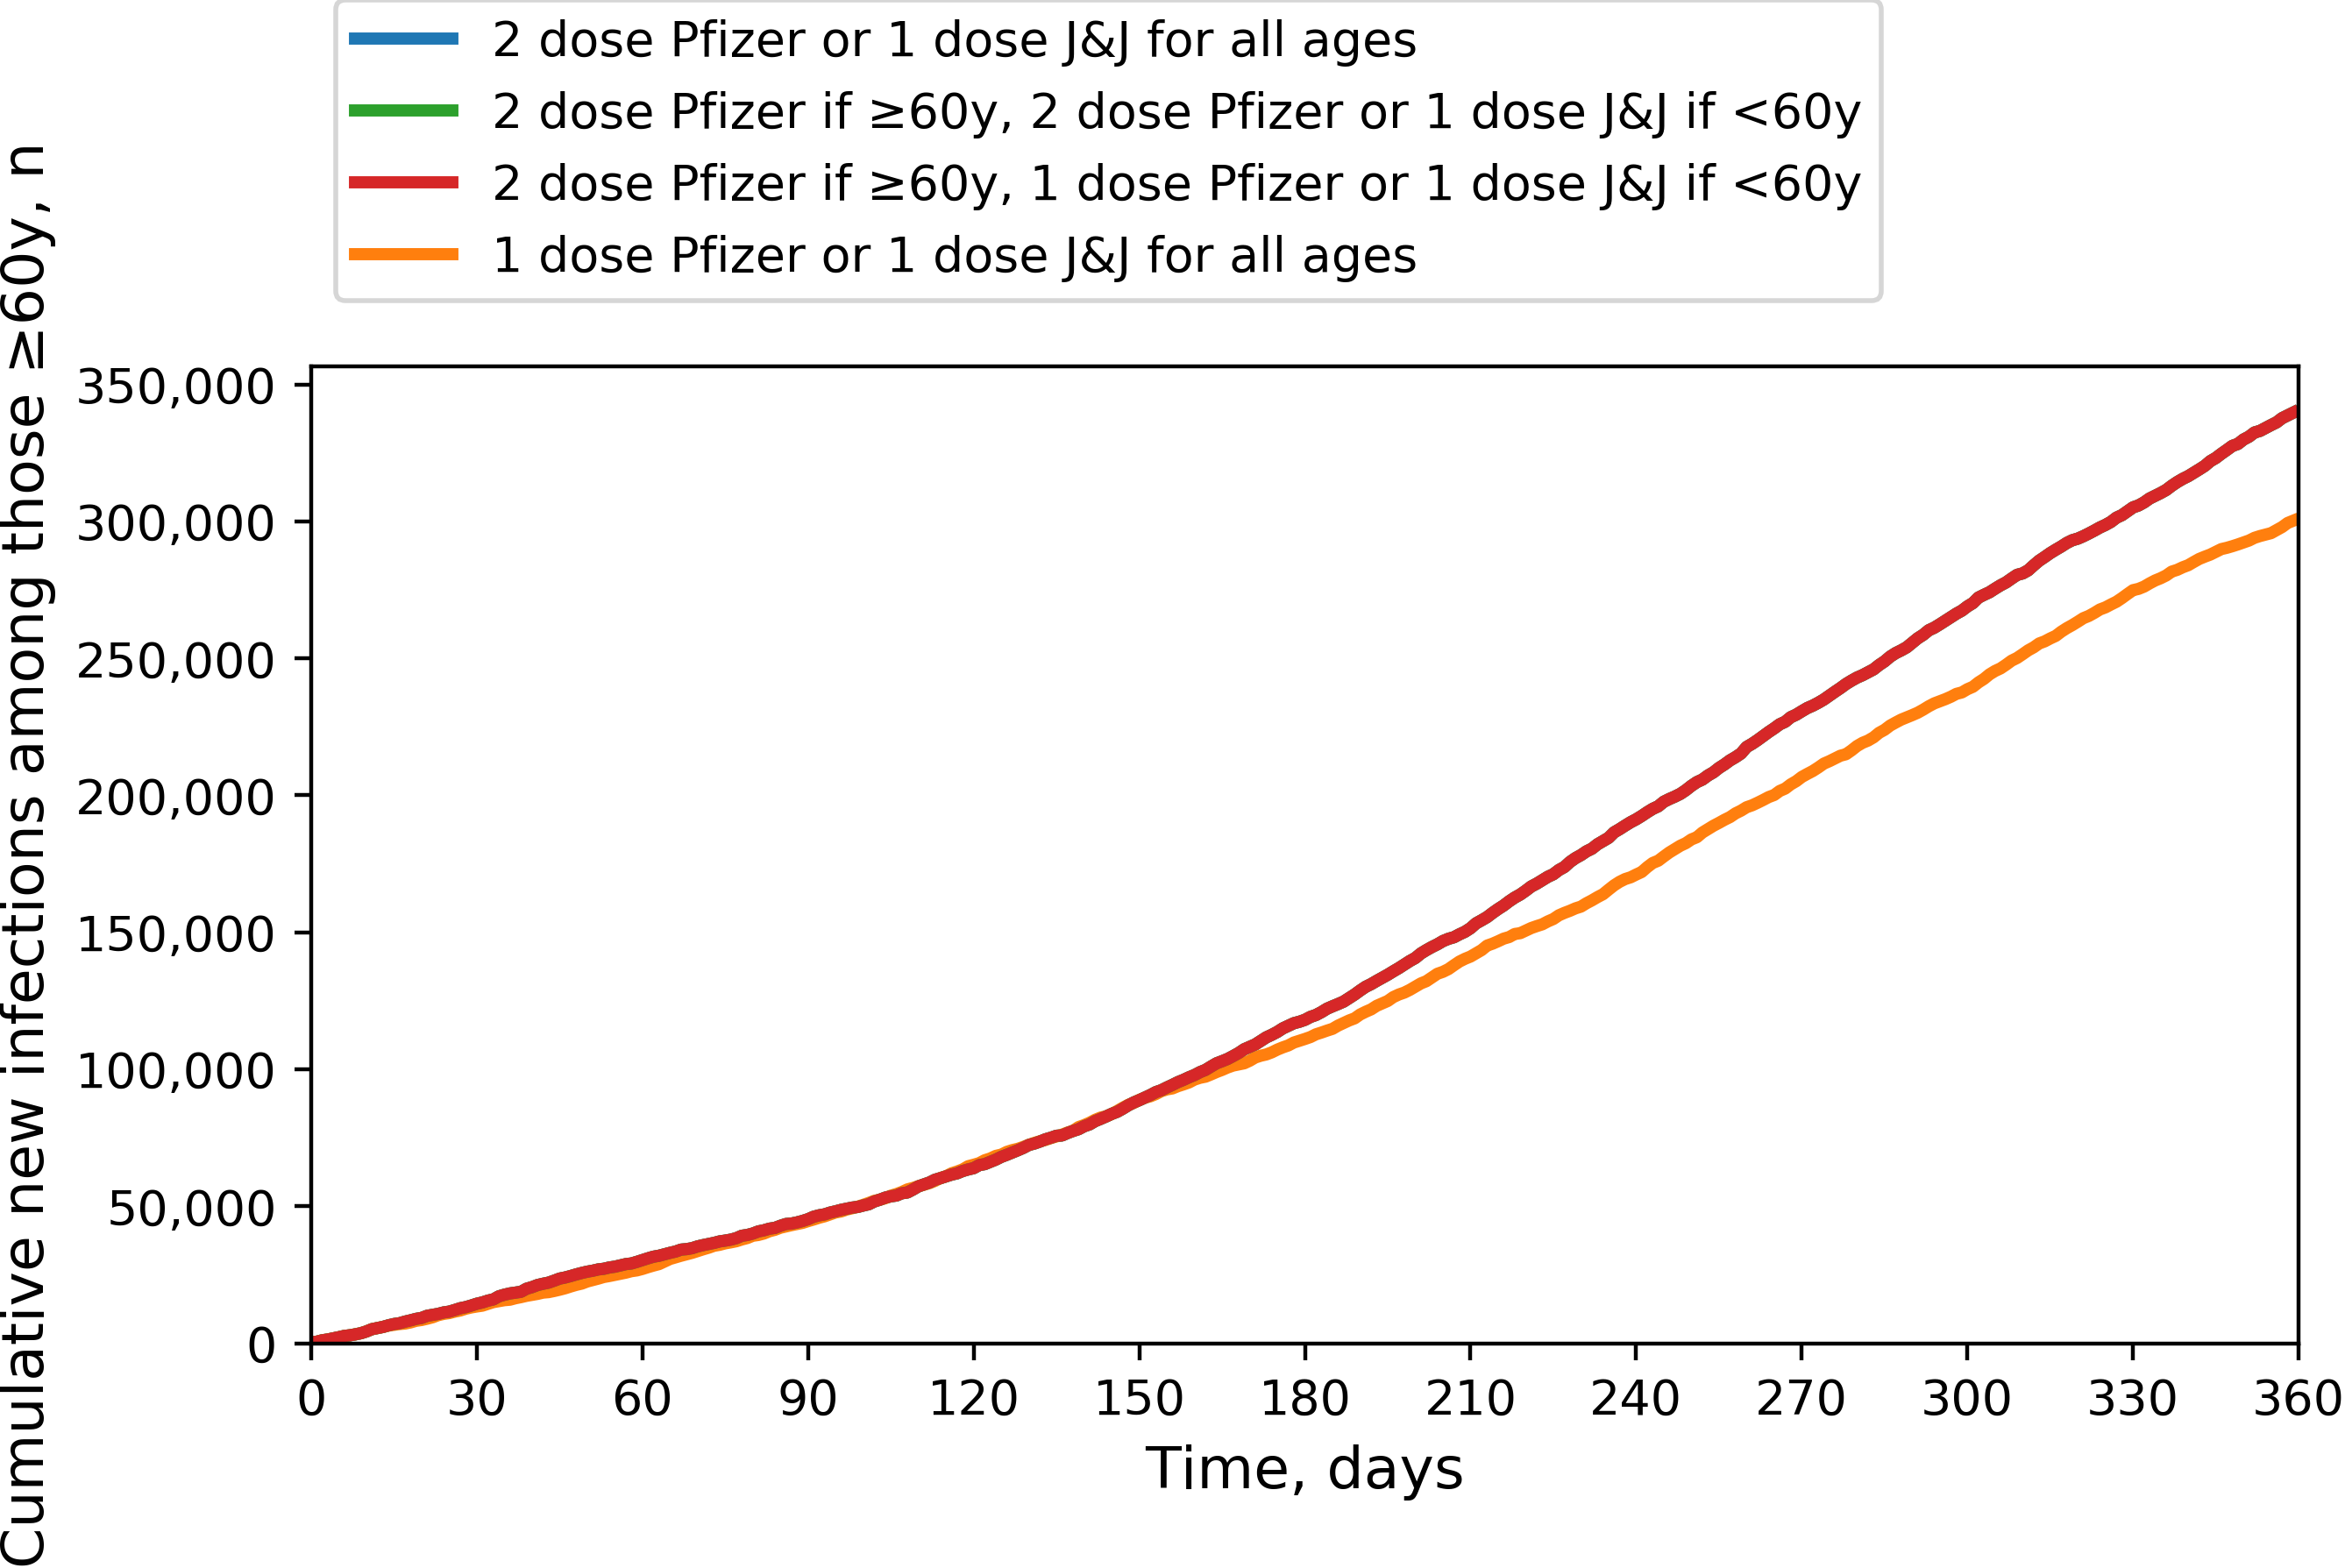 2 dose Pfizer or 1 dose J&J for all ages
2 dose Pfizer if ≥60y, 2 dose Pfizer or 1 dose J&J if <60y
2 dose Pfizer if ≥60y, 1 dose Pfizer or 1 dose J&J if <60y
1 dose Pfizer or 1 dose J&J for all ages
Cumulative new infections among those ≥60y, n
350,000
300,000
250,000
200,000
150,000
100,000
50,000
0
0 30 60 90 120 150 180 210 240 270 300 330 360
Time, days